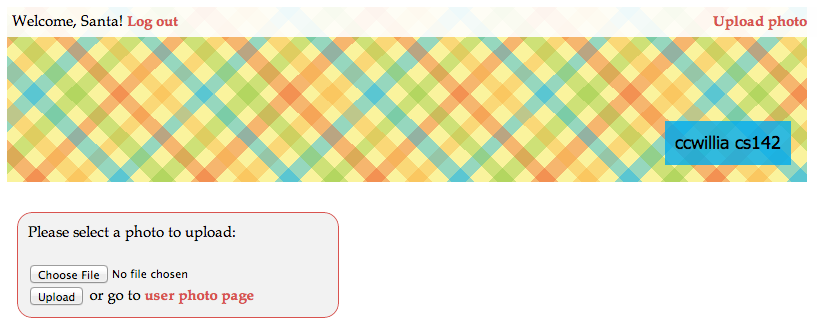 Welcome, Santa! Log out
Upload photo
ccwillia cs142
Please select a photo to upload:
Choose File No file chosen
Upload or go to user photo page